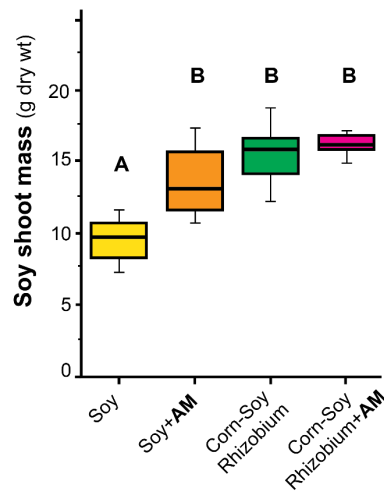 Soy shoot mass (g dry wt)
20
15
10
5
0
A
B
B
B
Soy
Soy+AM
Corn-Soy
Rhizobium
Corn-Soy
Rhizobium+AM